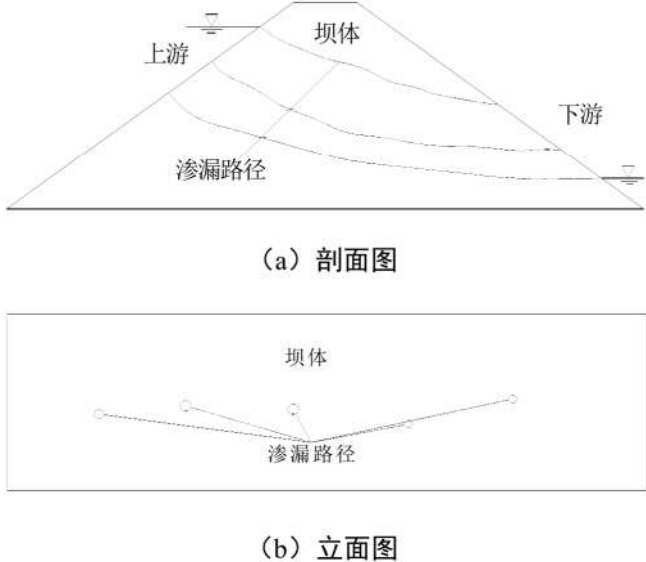 坝体
上游
下游
渗漏路径
（a）剖面图
坝体
渗漏路径
（b）立面图